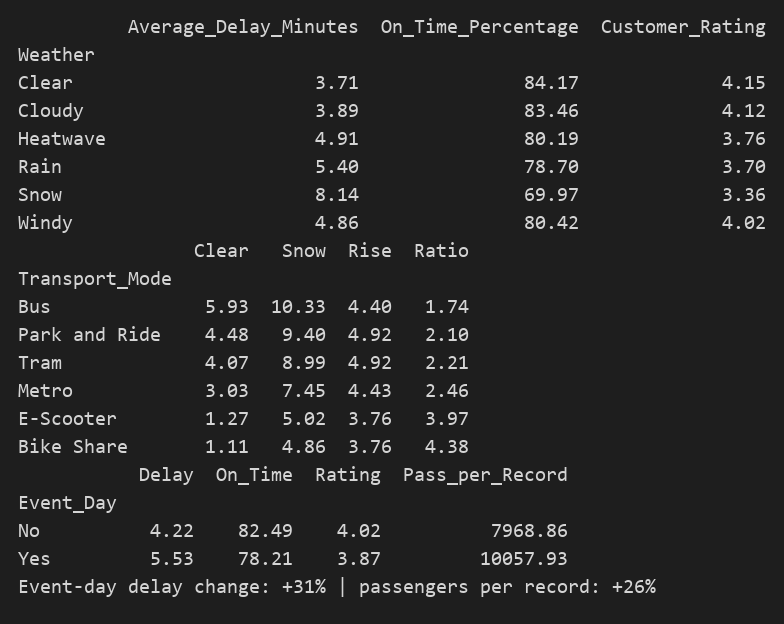 Average_Delay_Minutes On_Time_Percentage Customer_Rating
Weather
Clear 3.71 84.17 4.15
Cloudy 3.89 83.46 4.12
Heatwave 4.91 80.19 3.76
Rain 5.40 78.70 3.70
Snow 8.14 69.97 3.36
Windy 4.86 80.42 4.02
Clear Snow Rise Ratio
Transport_Mode
Bus 5.93 10.33 4.40 1.74
Park and Ride 4.48 9.40 4.92 2.10
Tram 4.07 8.99 4.92 2.21
Metro 3.03 7.45 4.43 2.46
E-Scooter 1.27 5.02 3.76 3.97
Bike Share 1.11 4.86 3.76 4.38
Delay On_Time Rating Pass_per_Record
Event_Day
No 4.22 82.49 4.02 7968.86
Yes 5.53 78.21 3.87 10057.93
Event-day delay change: +31% | passengers per record: +26%